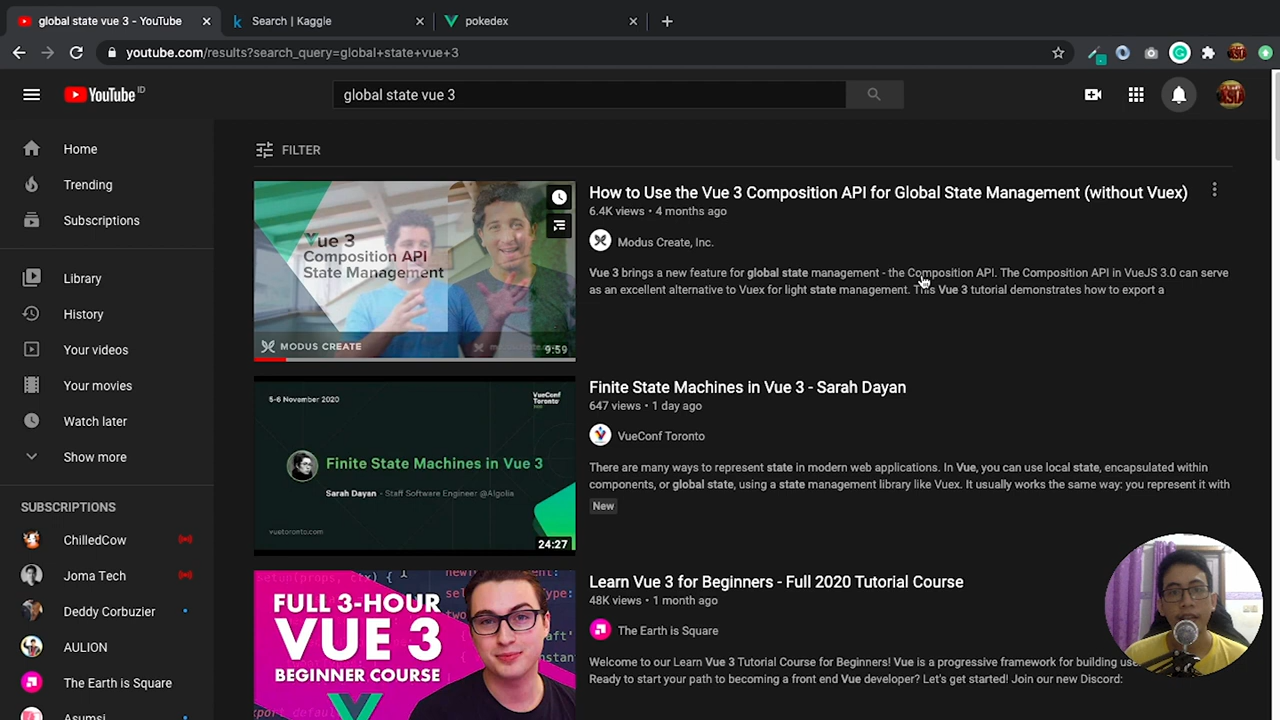 global state vue 3 - YouTube
Search | Kaggle
pokedex
youtube.com/results?search_query=global+state+vue+3
YouTube ID
global state vue 3
Home
Trending
Subscriptions
Library
History
Your videos
Your movies
Watch later
Show more
SUBSCRIPTIONS
ChilledCow
Joma Tech
Deddy Corbuzier
AULION
The Earth is Square
Asumsi
FILTER
Vue 3
Composition API
State Management
MODUS CREATE
9:59
How to Use the Vue 3 Composition API for Global State Management (without Vuex)
6.4K views • 4 months ago
Modus Create, Inc.
Vue 3 brings a new feature for global state management - the Composition API. The Composition API in VueJS 3.0 can serve
as an excellent alternative to Vuex for light state management. This Vue 3 tutorial demonstrates how to export a
5-6 November 2020
VueConf
Toronto
Finite State Machines in Vue 3
Sarah Dayan - Staff Software Engineer @Algolia
vuetoronto.com
24:27
Finite State Machines in Vue 3 - Sarah Dayan
647 views • 1 day ago
VueConf Toronto
There are many ways to represent state in modern web applications. In Vue, you can use local state, encapsulated within
components, or global state, using a state management library like Vuex. It usually works the same way: you represent it with
New
FULL 3-HOUR
VUE 3
BEGINNER COURSE
Learn Vue 3 for Beginners - Full 2020 Tutorial Course
48K views • 1 month ago
The Earth is Square
Welcome to our Learn Vue 3 Tutorial Course for Beginners! Vue is a progressive framework for building
Ready to start your path to becoming a front end Vue developer? Let's get started! Join our new Discord: